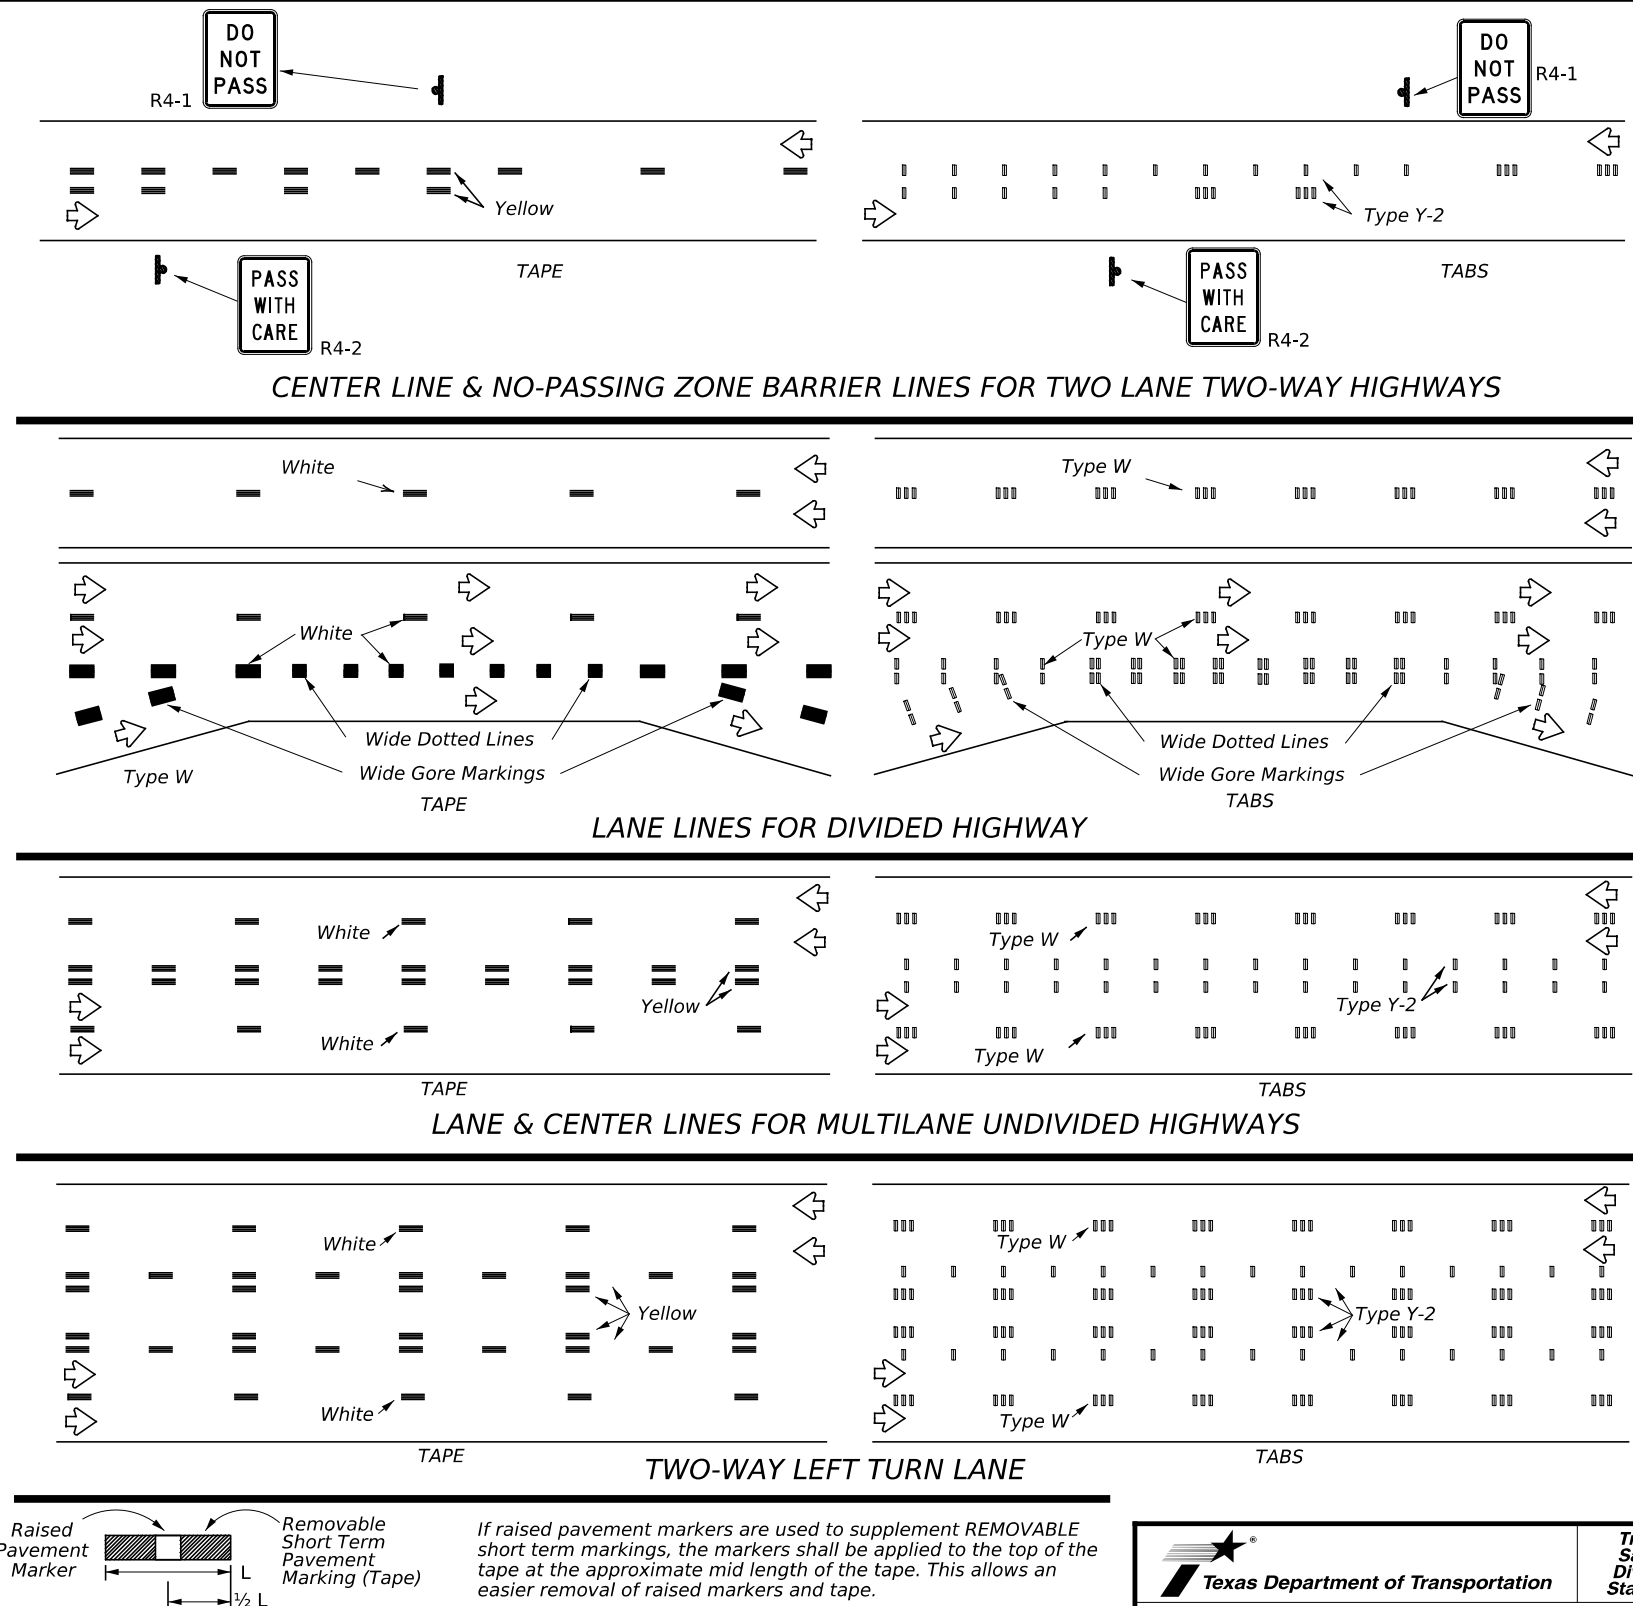 DO
NOT
PASS
R4-1
DO
NOT
PASS
R4-1
Yellow
Type Y-2
TAPE
TABS
PASS
WITH
CARE
R4-2
PASS
WITH
CARE
R4-2
CENTER LINE & NO-PASSING ZONE BARRIER LINES FOR TWO LANE TWO-WAY HIGHWAYS
White
Type W
White
Type W
Wide Dotted Lines
Wide Gore Markings
Type W
TAPE
Wide Dotted Lines
Wide Gore Markings
TABS
LANE LINES FOR DIVIDED HIGHWAY
White
Type W
Yellow
Type Y-2
White
Type W
TAPE
TABS
LANE & CENTER LINES FOR MULTILANE UNDIVIDED HIGHWAYS
White
Type W
Yellow
Type Y-2
White
Type W
TAPE
TABS
TWO-WAY LEFT TURN LANE
Raised
Pavement
Marker
Removable
Short Term
Pavement
Marking (Tape)
L
½ L
If raised pavement markers are used to supplement REMOVABLE
short term markings, the markers shall be applied to the top of the
tape at the approximate mid length of the tape. This allows an
easier removal of raised markers and tape.
®
Texas Department of Transportation